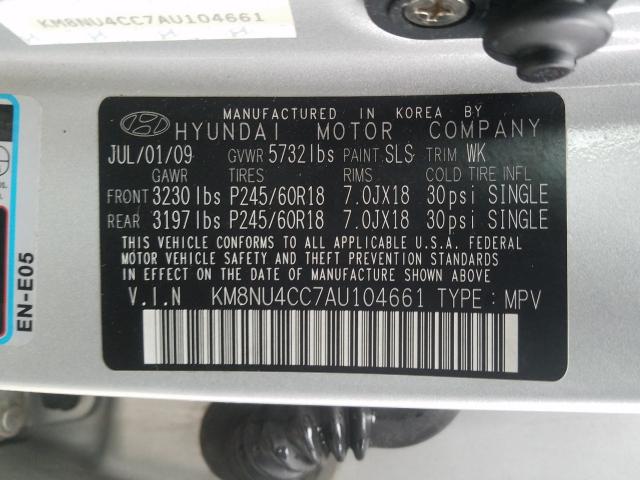 KM8NU4CC7AU104661
MANUFACTURED IN KOREA BY
HYUNDAI MOTOR COMPANY
JUL/01/09 GVWR 5732lbs PAINT SLS TRIM WK
GAWR TIRES RIMS COLD TIRE INFL
FRONT 3230lbs P245/60R18 7.0JX18 30psi SINGLE
REAR 3197lbs P245/60R18 7.0JX18 30psi SINGLE
THIS VEHICLE CONFORMS TO ALL APPLICABLE U.S.A. FEDERAL
MOTOR VEHICLE SAFETY AND THEFT PREVENTION STANDARDS
IN EFFECT ON THE DATE OF MANUFACTURE SHOWN ABOVE
V.I.N KM8NU4CC7AU104661 TYPE : MPV
EN-E05